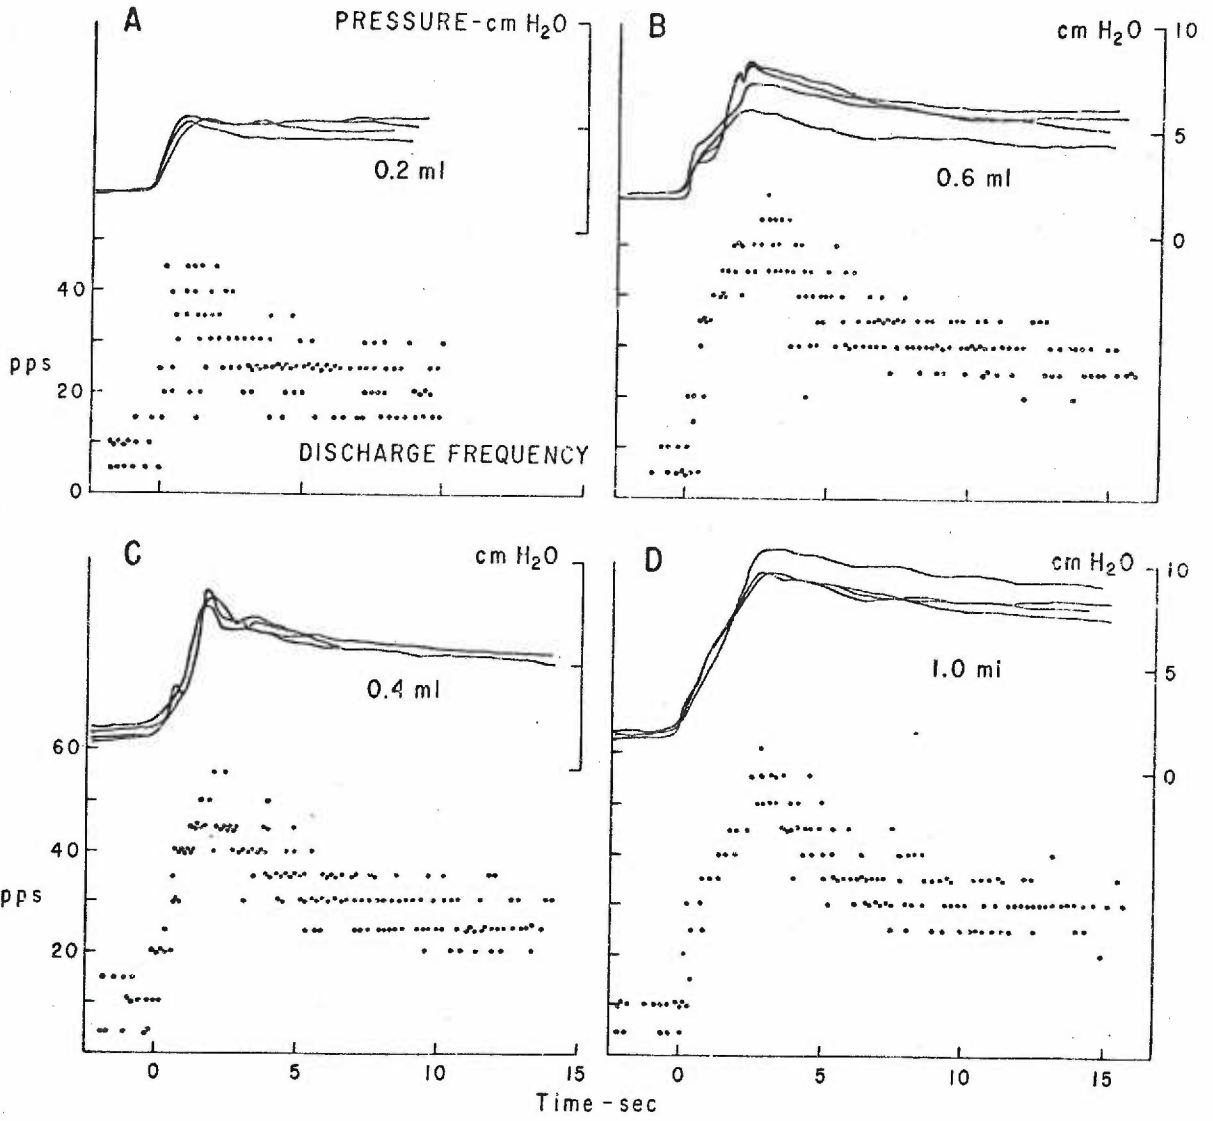 A PRESSURE-cm H₂O
B cm H₂O 10
5
0
0.2 ml
0.6 ml
40
pps
20
0
DISCHARGE FREQUENCY
C cm H₂O
D cm H₂O 10
5
0
0.4 ml
1.0 ml
60
40
pps
20
0 5 10 15
0 5 10 15
Time-sec